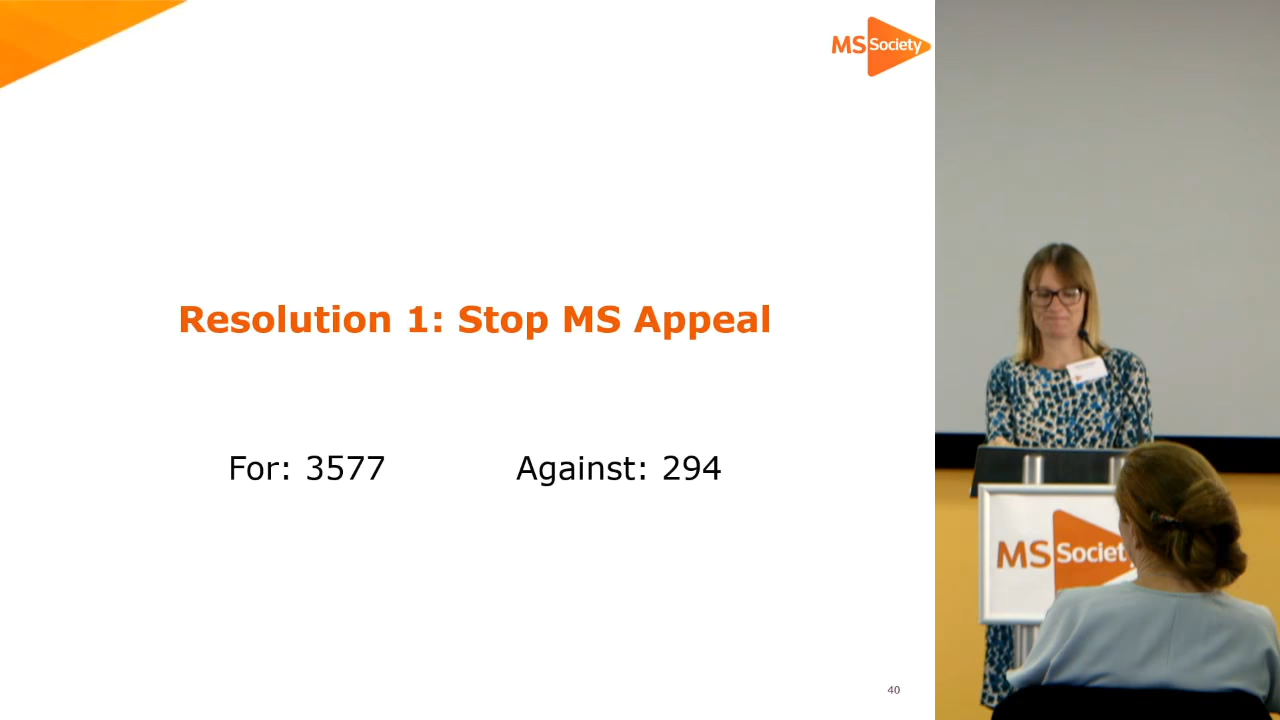 MS Society
Resolution 1: Stop MS Appeal
For: 3577 Against: 294
40
MS Society